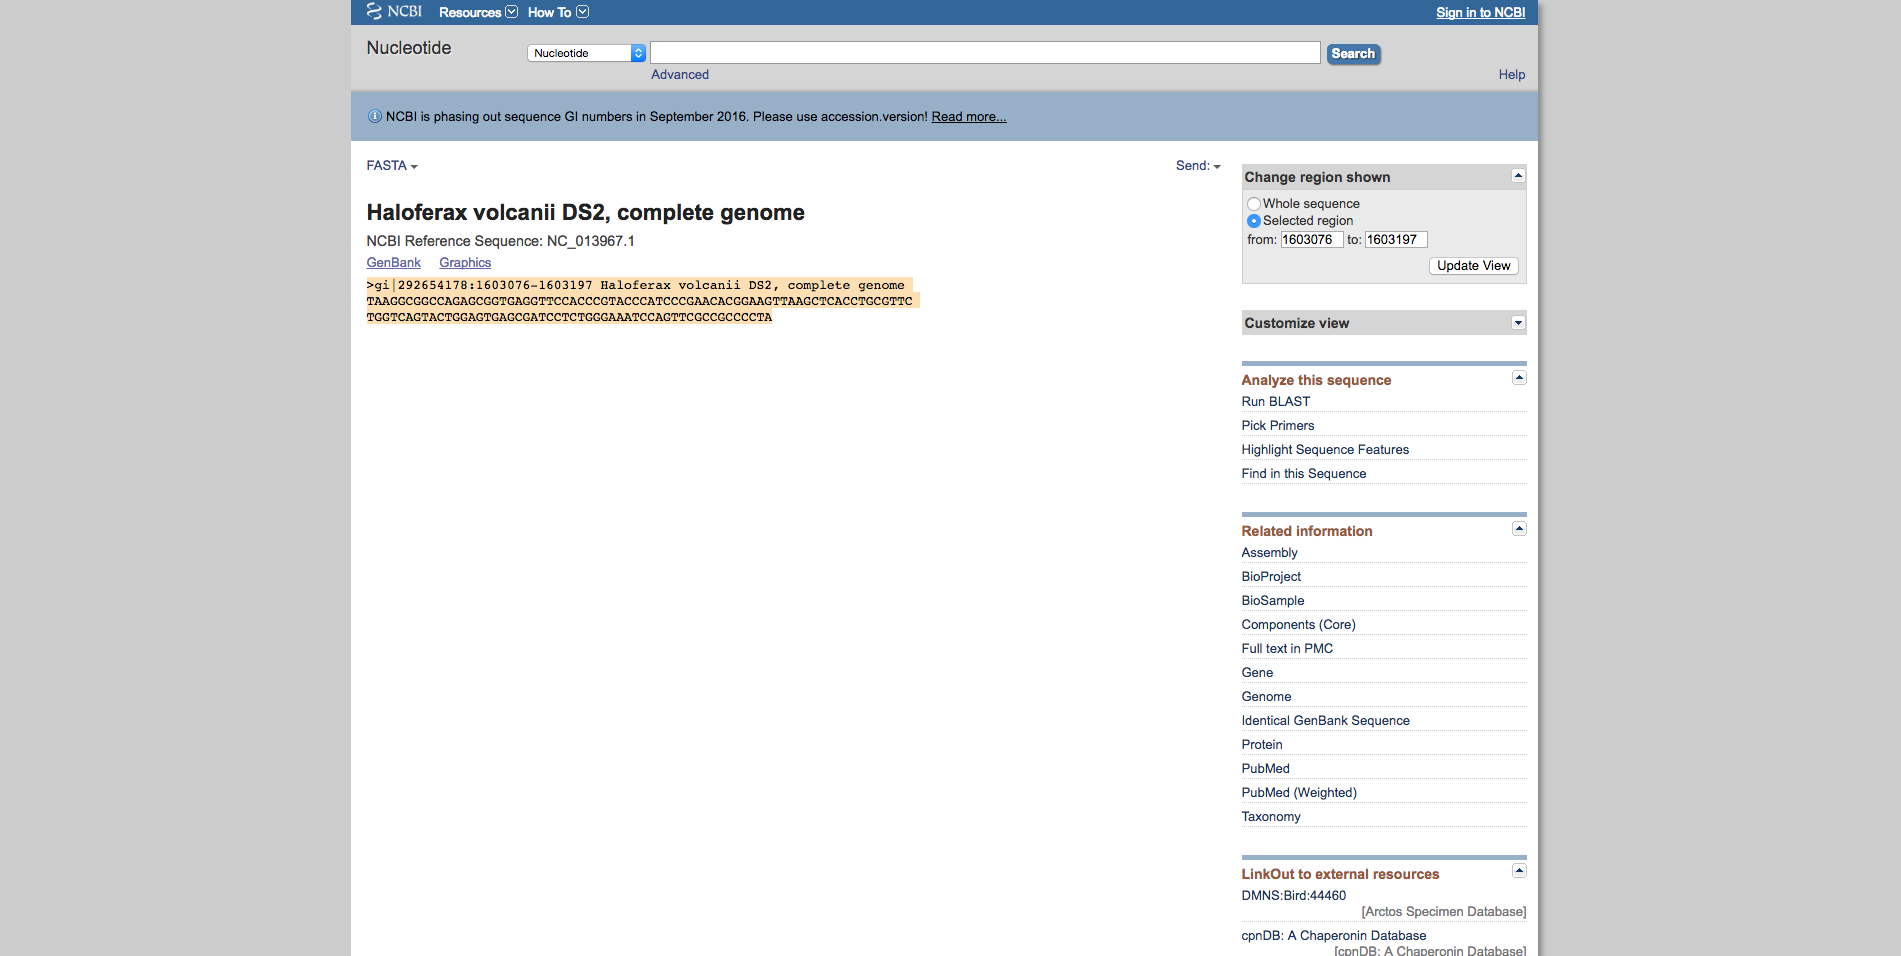 NCBI Resources How To Sign in to NCBI
Nucleotide Nucleotide Search
Advanced Help
NCBI is phasing out sequence GI numbers in September 2016. Please use accession.version! Read more...
FASTA Send:
Haloferax volcanii DS2, complete genome
NCBI Reference Sequence: NC_013967.1
GenBank Graphics
>gi|292654178:1603076-1603197 Haloferax volcanii DS2, complete genome
TAAGGCGGCCAGAGCGGTGAGGTTCCACCCGTACCCATCCCGAACACGGAAGTTAAGCTCACCTGCGTTC
TGGTCAGTACTGGAGTGAGCGATCCTCTGGGAAATCCAGTTCGCCGCCCCTA
Change region shown
Whole sequence
Selected region
from: 1603076 to: 1603197
Update View
Customize view
Analyze this sequence
Run BLAST
Pick Primers
Highlight Sequence Features
Find in this Sequence
Related information
Assembly
BioProject
BioSample
Components (Core)
Full text in PMC
Gene
Genome
Identical GenBank Sequence
Protein
PubMed
PubMed (Weighted)
Taxonomy
LinkOut to external resources
DMNS:Bird:44460
[Arctos Specimen Database]
cpnDB: A Chaperonin Database
[cpnDB: A Chaperonin Database]